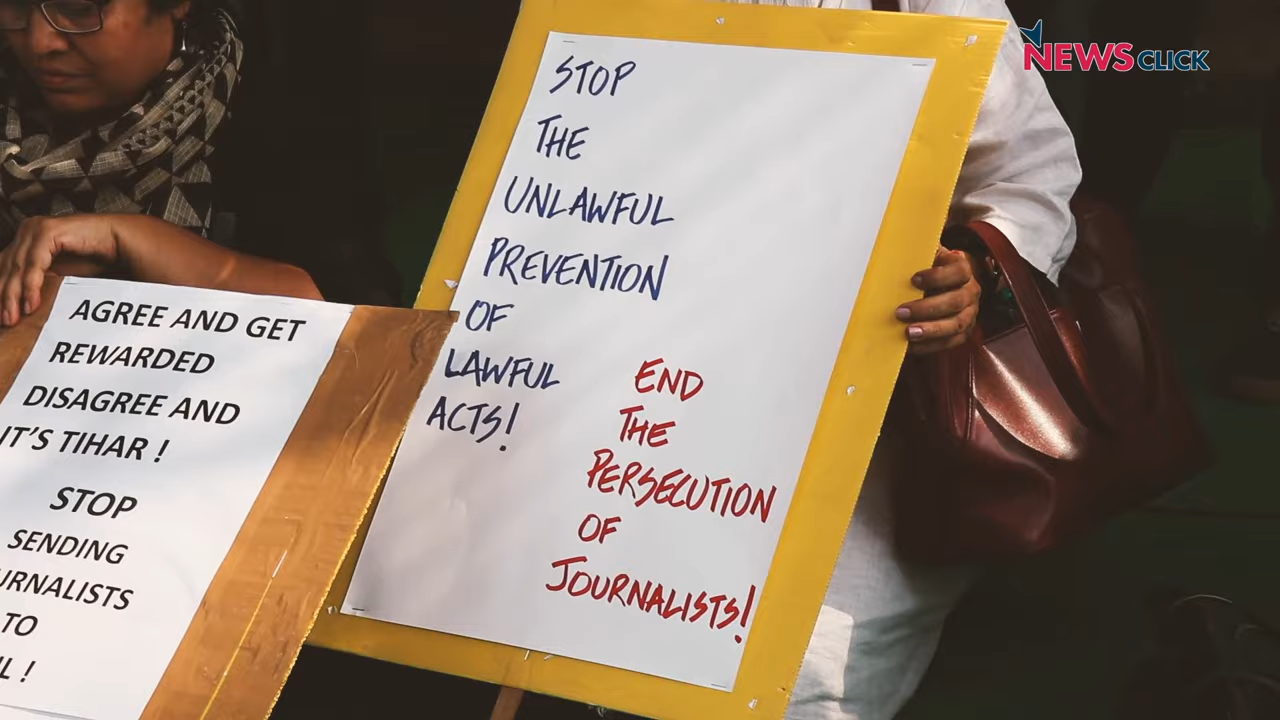 NEWSCLICK
STOP
THE
UNLAWFUL
PREVENTION
OF
LAWFUL
ACTS!
END
THE
PERSECUTION
OF
JOURNALISTS!
AGREE AND GET
REWARDED
DISAGREE AND
IT'S TIHAR !
STOP
SENDING
URNALISTS
TO
L !